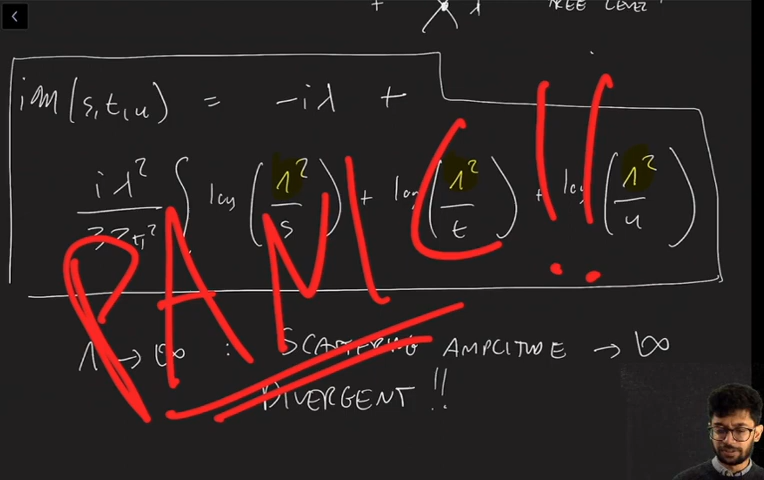 + λ TREE LEVEL
iM(s,t,u) = -iλ +
iλ² / 32π² { log(Λ²/s) + log(Λ²/t) + log(Λ²/u)
PANIC!!
Λ → ∞ : SCATTERING AMPLITUDE → ∞
DIVERGENT!!